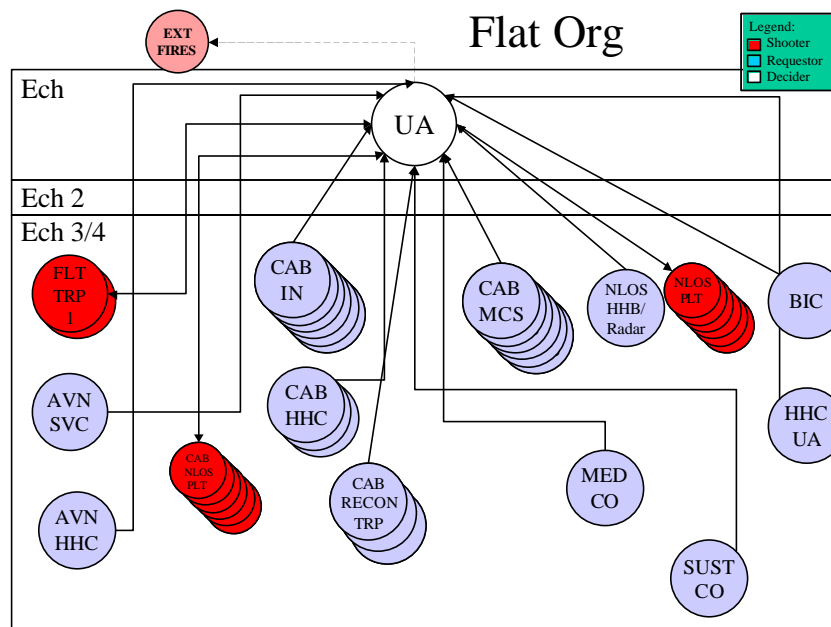 Flat Org
EXT
FIRES
Legend:
Shooter
Requestor
Decider
Ech
UA
Ech 2
Ech 3/4
FLT
TRP
1
CAB
IN
CAB
MCS
NLOS
HHB/
Radar
NLOS
PLT
BIC
AVN
SVC
CAB
HHC
HHC
UA
CAB
NLOS
PLT
CAB
RECON
TRP
MED
CO
AVN
HHC
SUST
CO